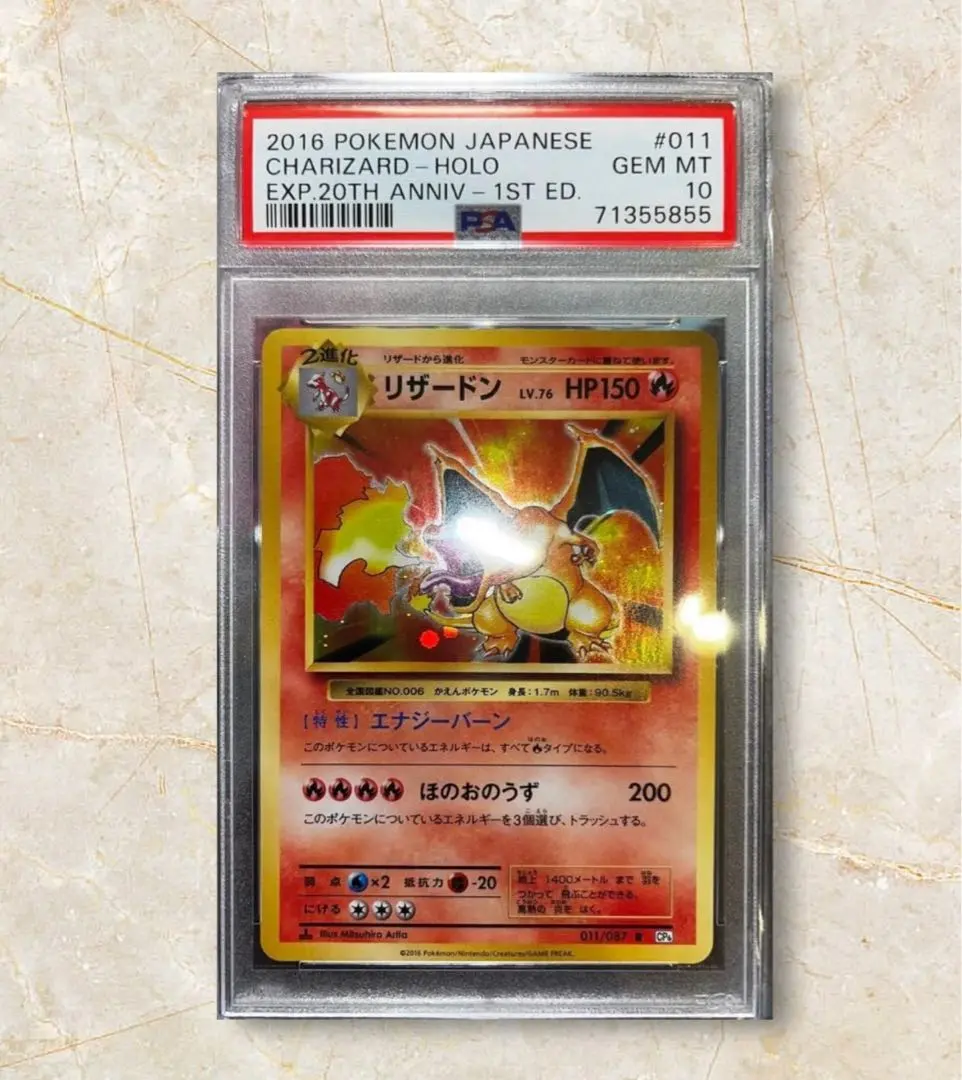 2016 POKEMON JAPANESE #011
CHARIZARD - HOLO GEM MT
EXP.20TH ANNIV - 1ST ED. 10
PSA 71355855
2進化 リザードから進化 モンスターカードに重ねて使います。
リザードン LV.76 HP150
全国図鑑NO.006 かえんポケモン 身長:1.7m 体重:90.5kg
[特性] エナジーバーン
このポケモンについているエネルギーは、すべて タイプになる。
ほのおのうず 200
このポケモンについているエネルギーを3個選び、トラッシュする。
弱点 ×2 抵抗力 -20
にげる
地上 1400メートル まで 羽を
つかって 飛ぶことができる。
高熱の 炎を はく。
Illus. Mitsuhiro Arita 011/087 R CP6
©2016 Pokémon/Nintendo/Creatures/GAME FREAK.